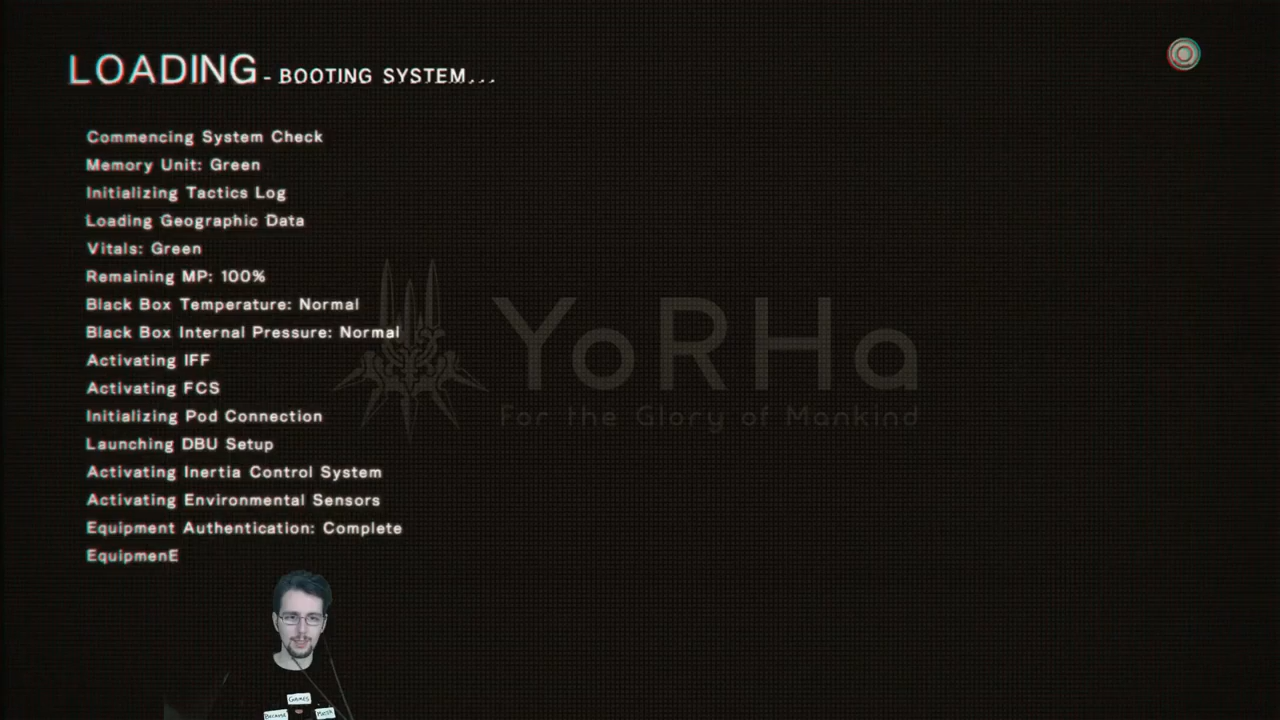 LOADING - BOOTING SYSTEM...
Commencing System Check
Memory Unit: Green
Initializing Tactics Log
Loading Geographic Data
Vitals: Green
Remaining MP: 100%
Black Box Temperature: Normal
Black Box Internal Pressure: Normal
Activating IFF
Activating FCS
Initializing Pod Connection
Launching DBU Setup
Activating Inertia Control System
Activating Environmental Sensors
Equipment Authentication: Complete
EquipmenE
YoRHa
For the Glory of Mankind
Games